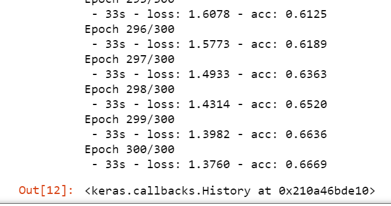 Epoch 295/300
 - 33s - loss: 1.6078 - acc: 0.6125
Epoch 296/300
 - 33s - loss: 1.5773 - acc: 0.6189
Epoch 297/300
 - 33s - loss: 1.4933 - acc: 0.6363
Epoch 298/300
 - 33s - loss: 1.4314 - acc: 0.6520
Epoch 299/300
 - 33s - loss: 1.3982 - acc: 0.6636
Epoch 300/300
 - 33s - loss: 1.3760 - acc: 0.6669
Out[12]: <keras.callbacks.History at 0x210a46bde10>